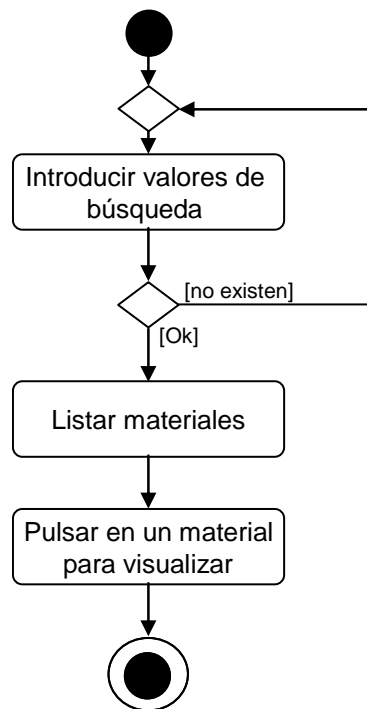 Introducir valores de
búsqueda
[no existen]
[Ok]
Listar materiales
Pulsar en un material
para visualizar